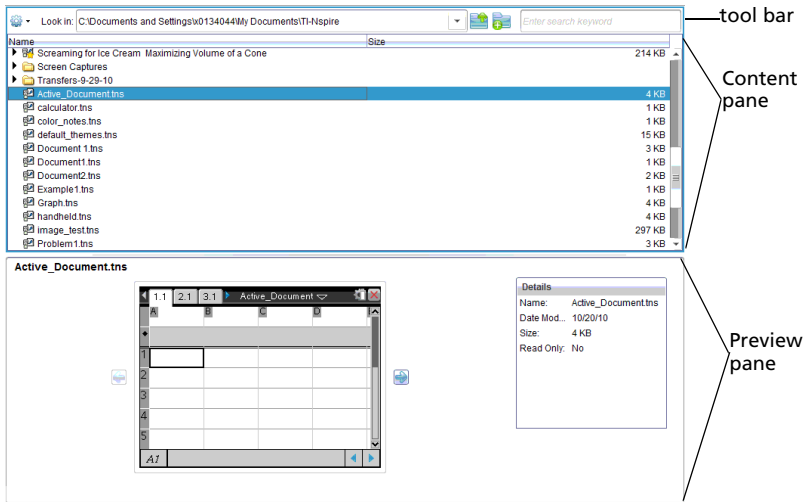 Look in: C:\Documents and Settings\x0134044\My Documents\TI-Nspire Enter search keyword tool bar
Name Size
Screaming for Ice Cream Maximizing Volume of a Cone 214 KB
Screen Captures
Transfers-9-29-10
Active_Document.tns 4 KB
calculator.tns 1 KB
color_notes.tns 1 KB
default_themes.tns 15 KB
Document 1.tns 3 KB
Document1.tns 1 KB
Document2.tns 2 KB
Example1.tns 1 KB
Graph.tns 4 KB
handheld.tns 4 KB
image_test.tns 297 KB
Problem1.tns 3 KB
Content
pane
Active_Document.tns
1.1 2.1 3.1 Active_Document
A B C D
1
2
3
4
5
A1
Details
Name: Active_Document.tns
Date Mod... 10/20/10
Size: 4 KB
Read Only: No
Preview
pane